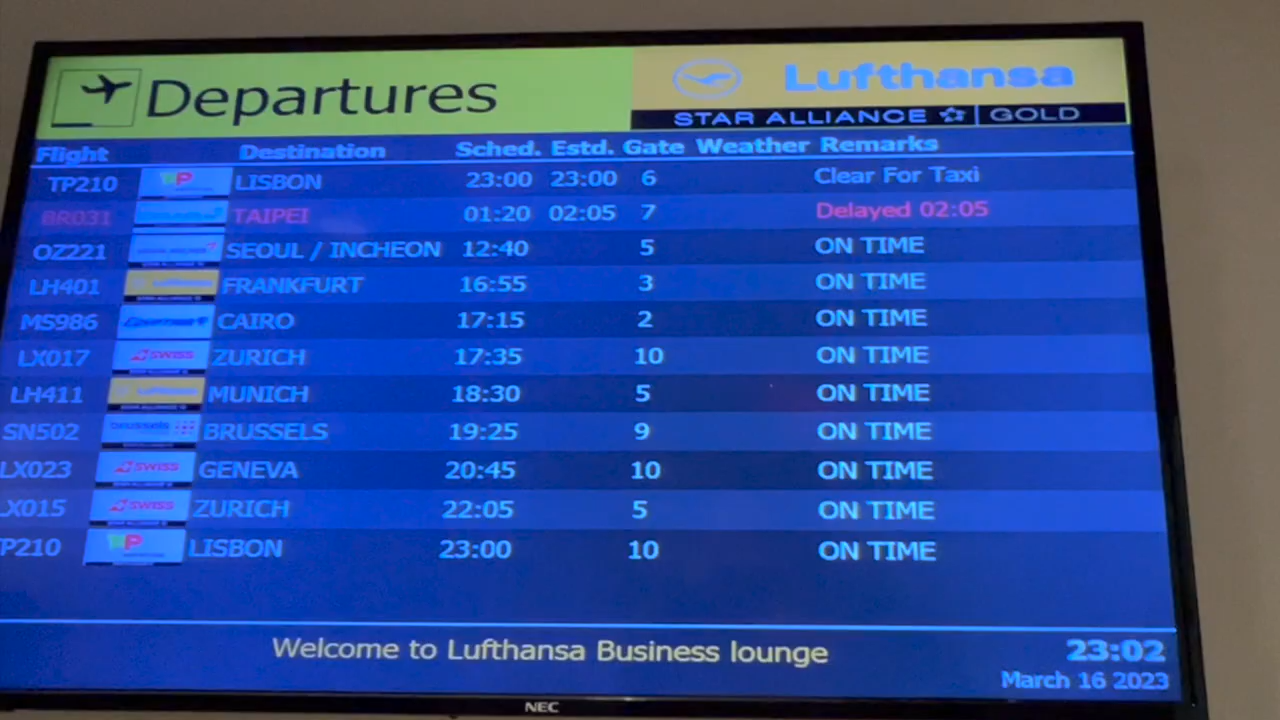 Departures
Lufthansa
STAR ALLIANCE GOLD
Flight Destination Sched. Estd. Gate Weather Remarks
TP210 TP LISBON 23:00 23:00 6 Clear For Taxi
BR031 TAIPEI 01:20 02:05 7 Delayed 02:05
OZ221 SEOUL / INCHEON 12:40 5 ON TIME
LH401 FRANKFURT 16:55 3 ON TIME
MS986 CAIRO 17:15 2 ON TIME
LX017 SWISS ZURICH 17:35 10 ON TIME
LH411 MUNICH 18:30 5 ON TIME
SN502 brussels BRUSSELS 19:25 9 ON TIME
LX023 SWISS GENEVA 20:45 10 ON TIME
LX015 SWISS ZURICH 22:05 5 ON TIME
P210 TP LISBON 23:00 10 ON TIME
Welcome to Lufthansa Business lounge
23:02
March 16 2023
NEC